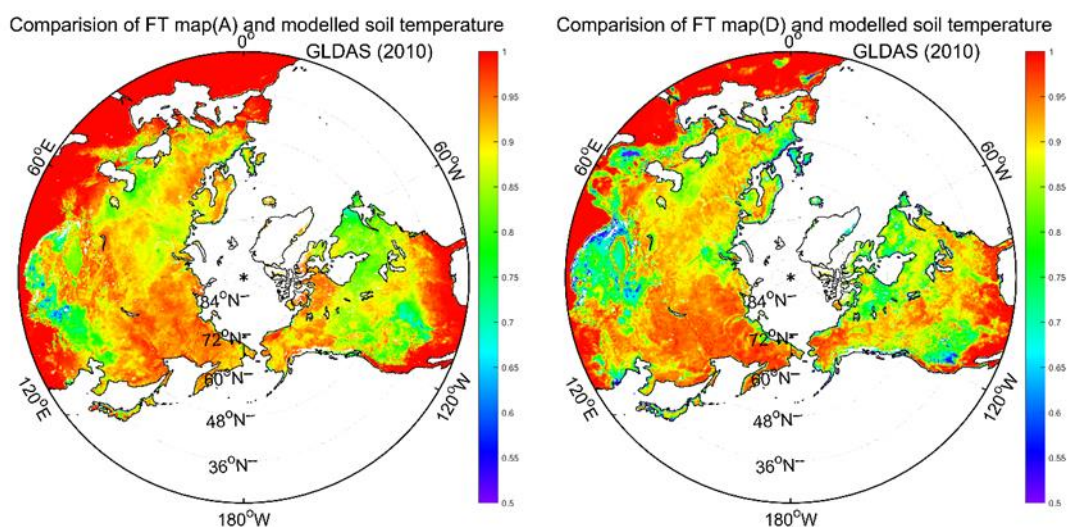 Comparision of FT map(A) and modelled soil temperature
0°
GLDAS (2010)
60°E
60°W
84°N
72°N
60°N
48°N
36°N
120°E
120°W
180°W
1
0.95
0.9
0.85
0.8
0.75
0.7
0.65
0.6
0.55
0.5
Comparision of FT map(D) and modelled soil temperature
0°
GLDAS (2010)
60°E
60°W
84°N
72°N
60°N
48°N
36°N
120°E
120°W
180°W
1
0.95
0.9
0.85
0.8
0.75
0.7
0.65
0.6
0.55
0.5